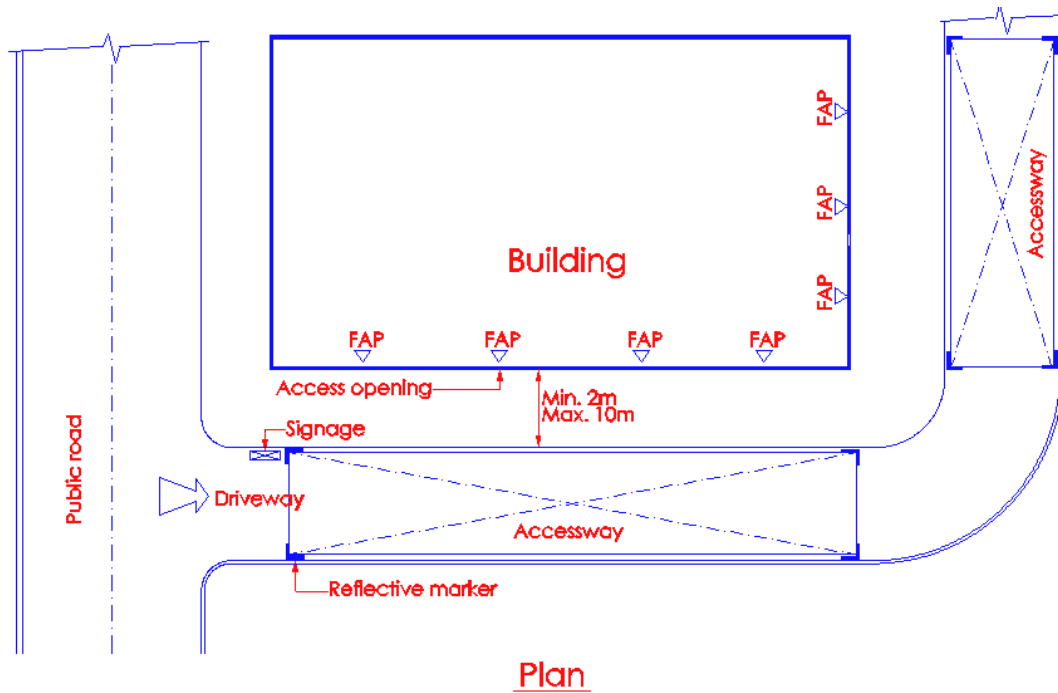 FAP
FAP
Accessway
Building
FAP
FAP
FAP
FAP
FAP
Access opening
Min. 2m
Max. 10m
Signage
Public road
Driveway
Accessway
Reflective marker
Plan